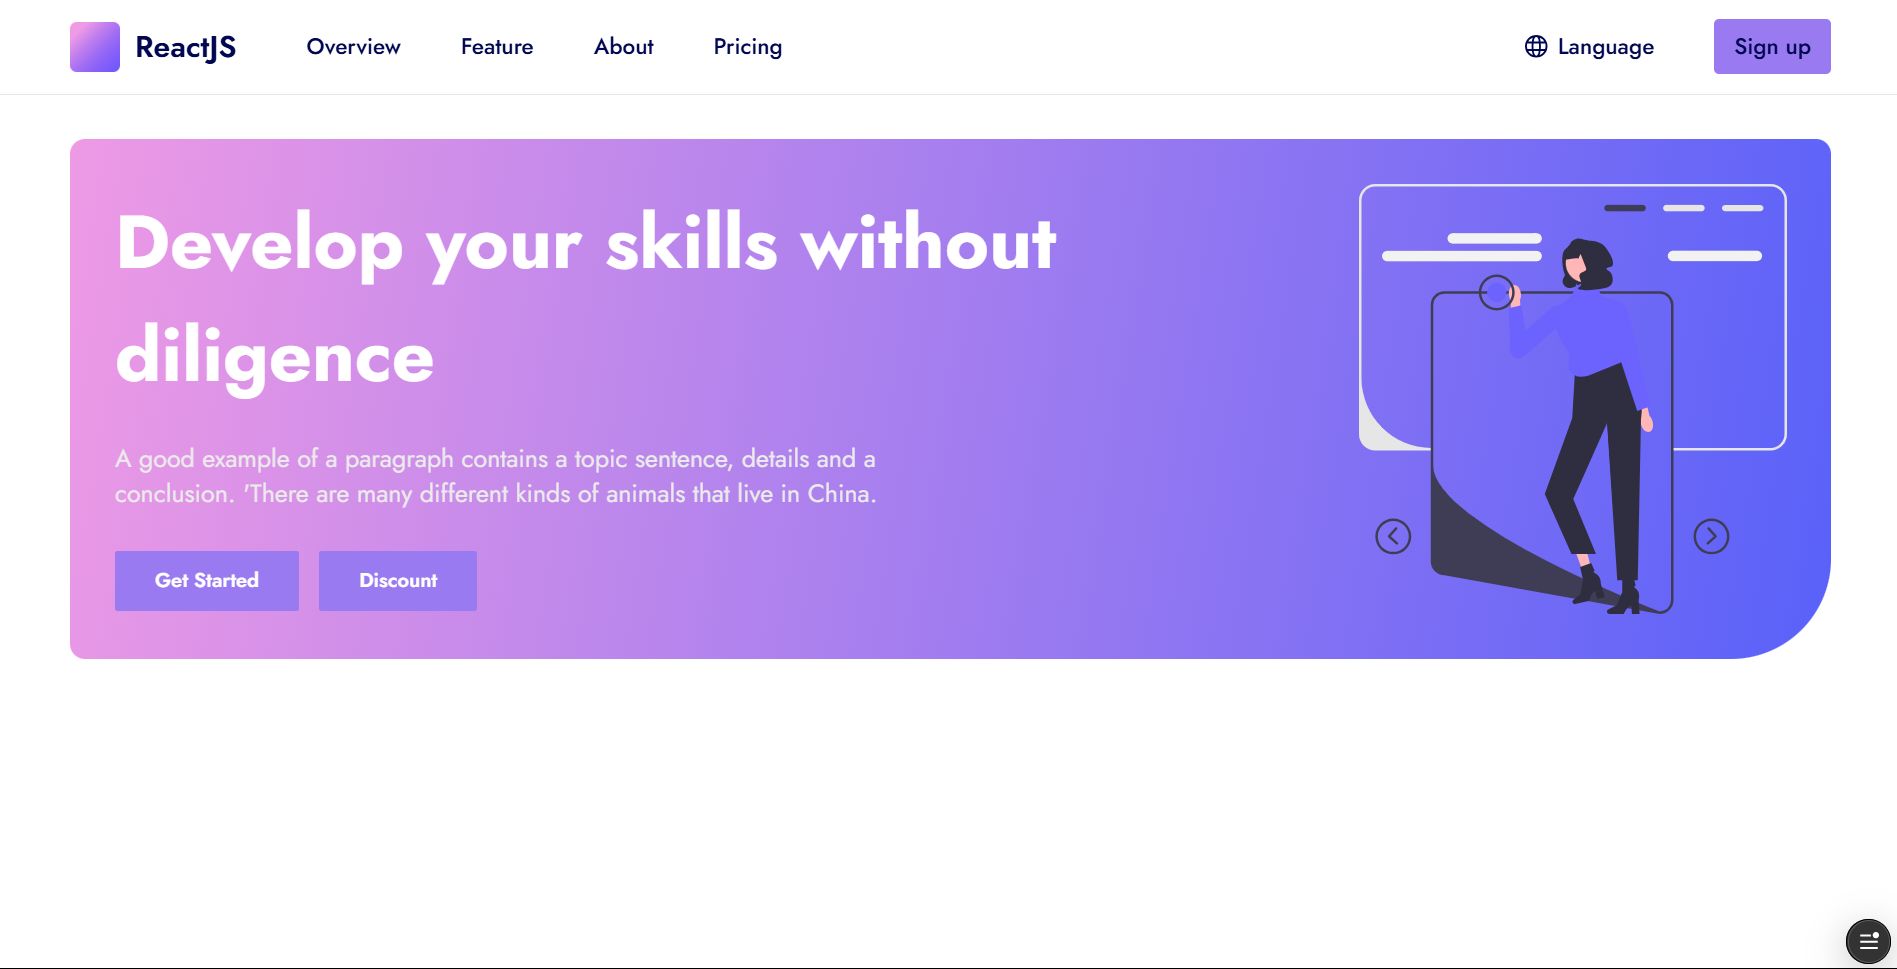 ReactJS
Overview
Feature
About
Pricing
Language
Sign up
Develop your skills without
diligence
A good example of a paragraph contains a topic sentence, details and a
conclusion. 'There are many different kinds of animals that live in China.
Get Started
Discount